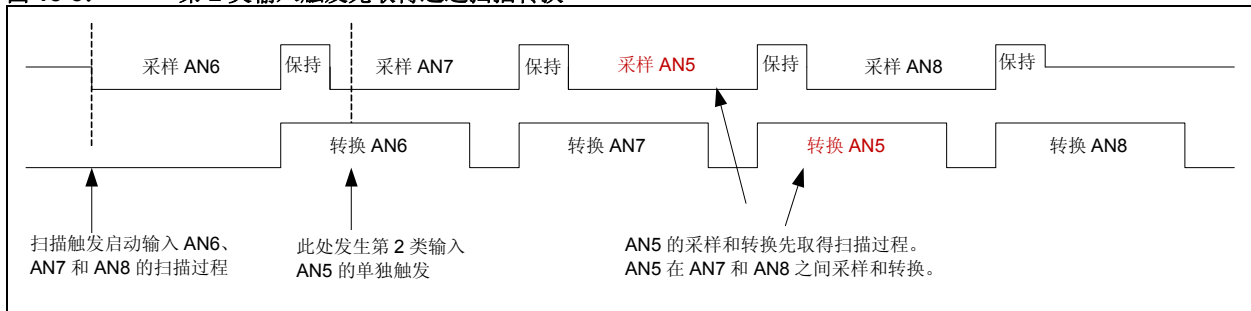 采样 AN6
保持
采样 AN7
保持
采样 AN5
保持
采样 AN8
保持
转换 AN6
转换 AN7
转换 AN5
转换 AN8
扫描触发启动输入 AN6、
AN7 和 AN8 的扫描过程
此处发生第 2 类输入
AN5 的单独触发
AN5 的采样和转换先取得扫描过程。
AN5 在 AN7 和 AN8 之间采样和转换。